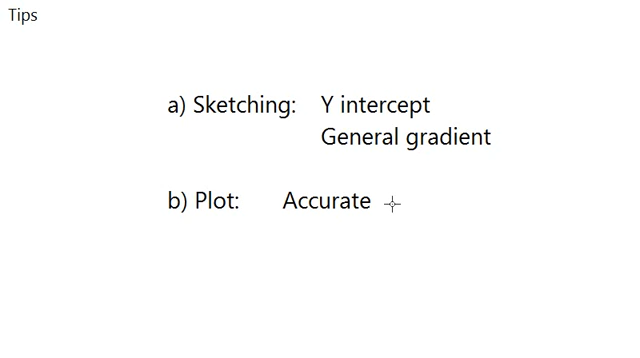 Tips
a) Sketching: Y intercept
General gradient
b) Plot: Accurate